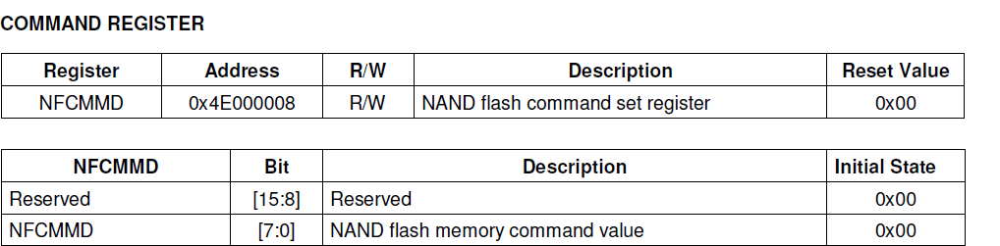 COMMAND REGISTER
Register Address R/W Description Reset Value
NFCMMD 0x4E000008 R/W NAND flash command set register 0x00
NFCMMD Bit Description Initial State
Reserved [15:8] Reserved 0x00
NFCMMD [7:0] NAND flash memory command value 0x00